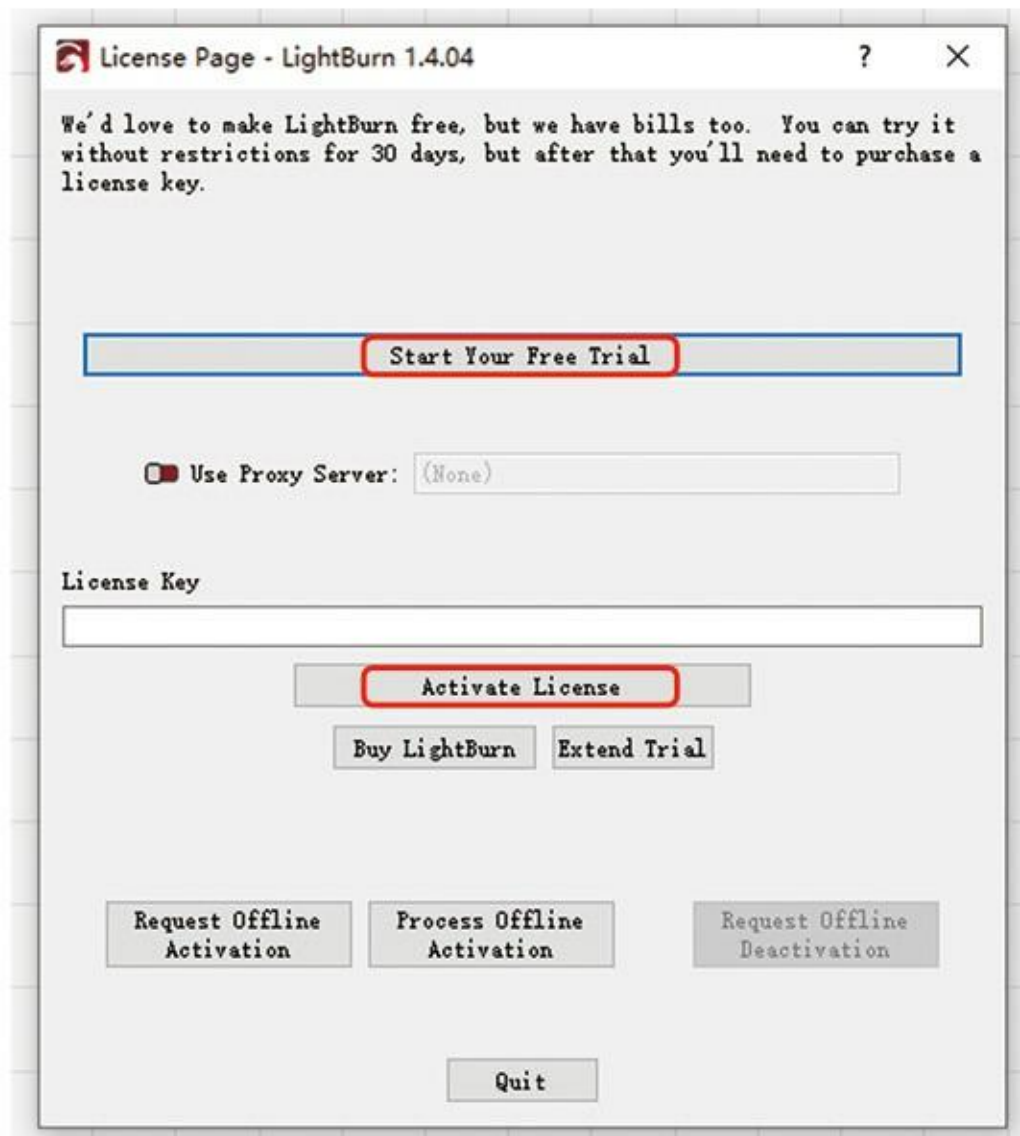 License Page - LightBurn 1.4.04 ?
We'd love to make LightBurn free, but we have bills too. You can try it
without restrictions for 30 days, but after that you'll need to purchase a
license key.
Start Your Free Trial
Use Proxy Server: (None)
License Key
Activate License
Buy LightBurn Extend Trial
Request Offline Process Offline Request Offline
Activation Activation Deactivation
Quit